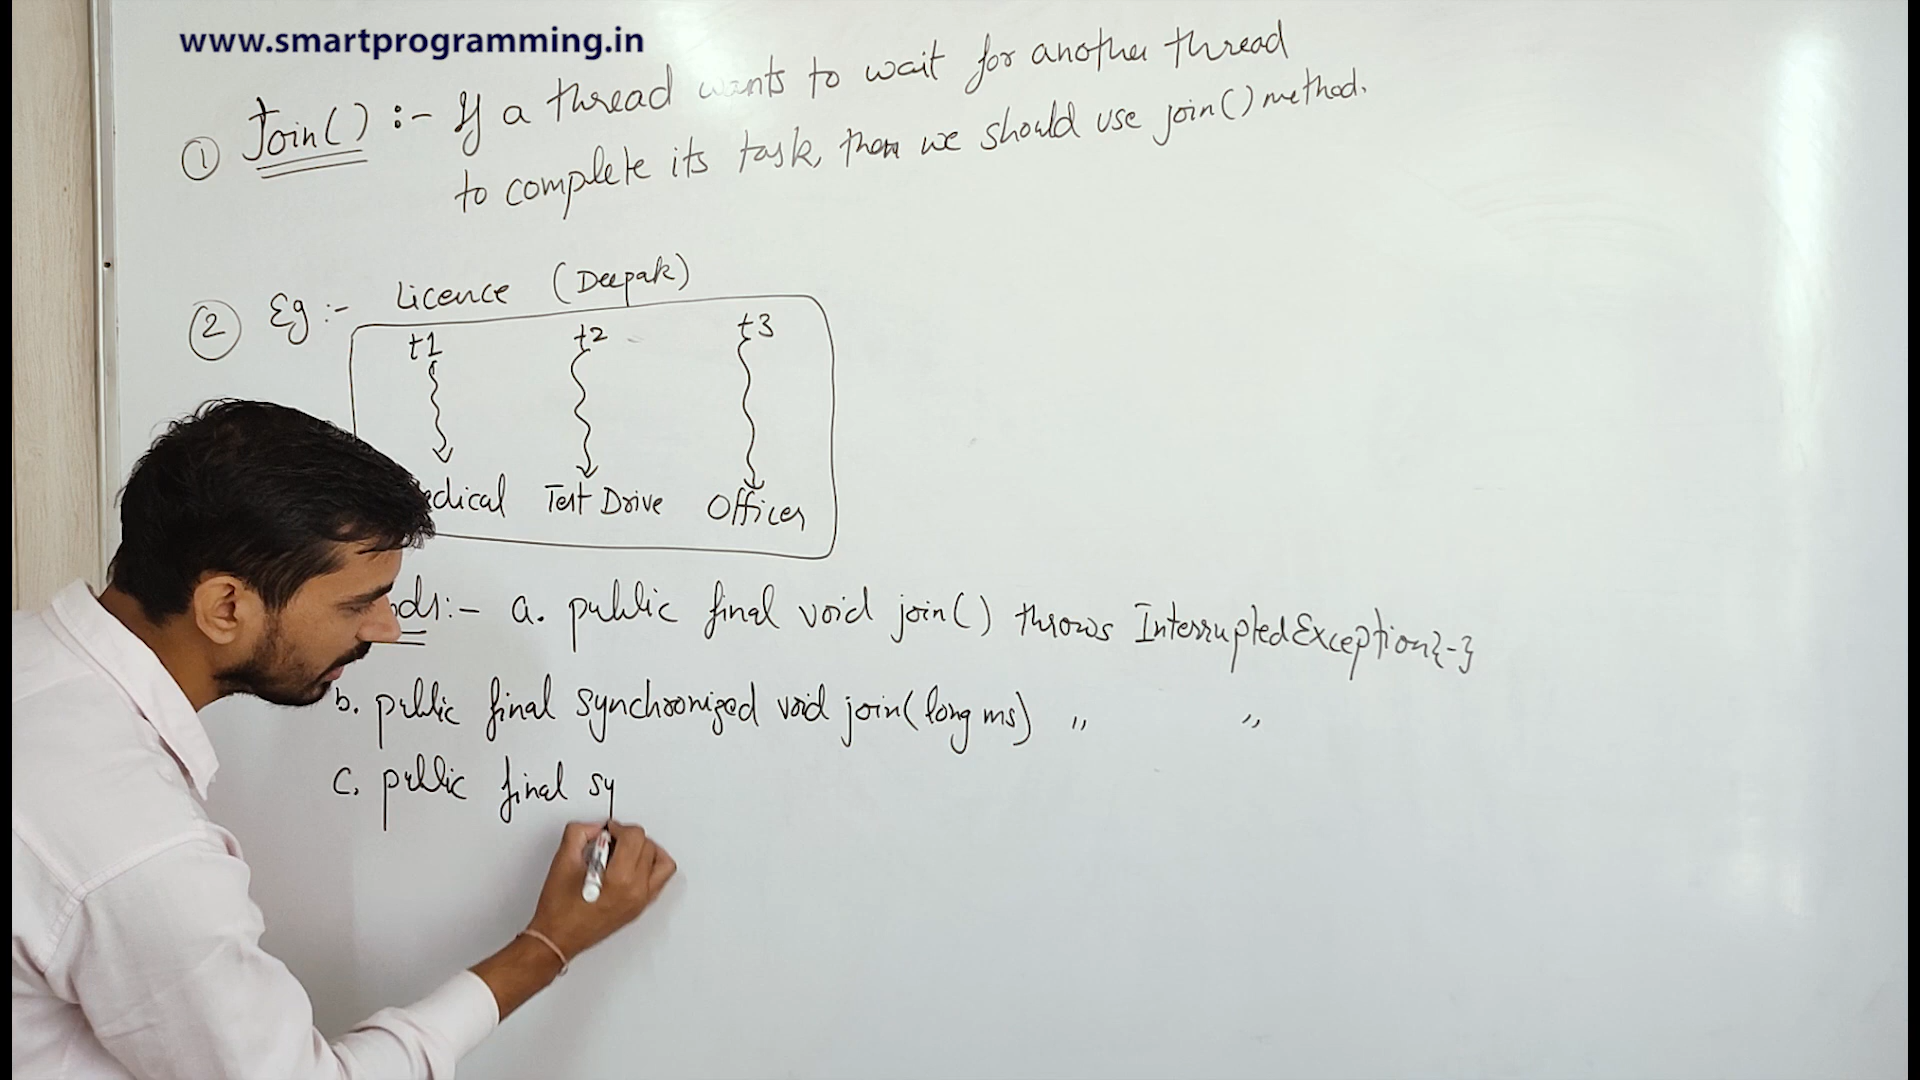 www.smartprogramming.in
① Join() :- If a thread wants to wait for another thread
to complete its task, then we should use join() method.
② Eg :- Licence (Deepak)
t1 t2 t3
edical Test Drive Officer
ods:- a. public final void join() throws InterruptedException{-}
b. public final synchronized void join(long ms) " "
c. public final sy